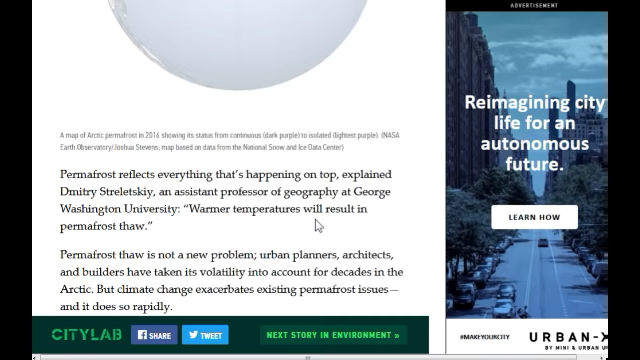 ADVERTISEMENT
A map of Arctic permafrost in 2016 showing its status from continuous (dark purple) to isolated (lightest purple). (NASA
Earth Observatory/Joshua Stevens; map based on data from the National Snow and Ice Data Center)
Permafrost reflects everything that's happening on top, explained
Dmitry Streletskiy, an assistant professor of geography at George
Washington University: “Warmer temperatures will result in
permafrost thaw.”
Permafrost thaw is not a new problem; urban planners, architects,
and builders have taken its volatility into account for decades in the
Arctic. But climate change exacerbates existing permafrost issues—
and it does so rapidly.
Reimagining city
life for an
autonomous
future.
LEARN HOW
#MAKEYOURCITY
URBAN-X
BY MINI & URBAN U
CITYLAB
SHARE
TWEET
NEXT STORY IN ENVIRONMENT »